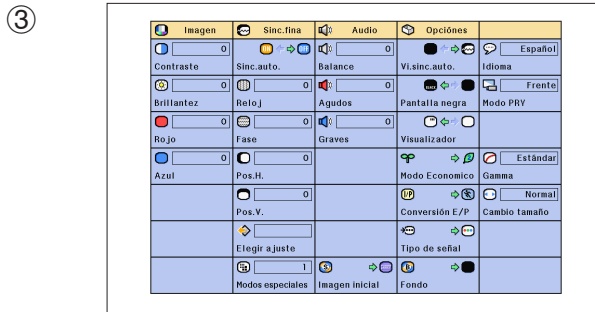 ③
Imagen Sinc.fina Audio Opciónes
0 0 Español
Contraste Sinc.auto. Balance Vi.sinc.auto. Idioma
0 0 0 Frente
Brillantez Reloj Agudos Pantalla negra Modo PRY
0 0 0
Rojo Fase Graves Visualizador
0 0 Estándar
Azul Pos.H. Modo Economico Gamma
0 I/P Normal
Pos.V. Conversión E/P Cambio tamaño
Elegir ajuste Tipo de señal
1 S. B.
Modos especiales Imagen inicial Fondo